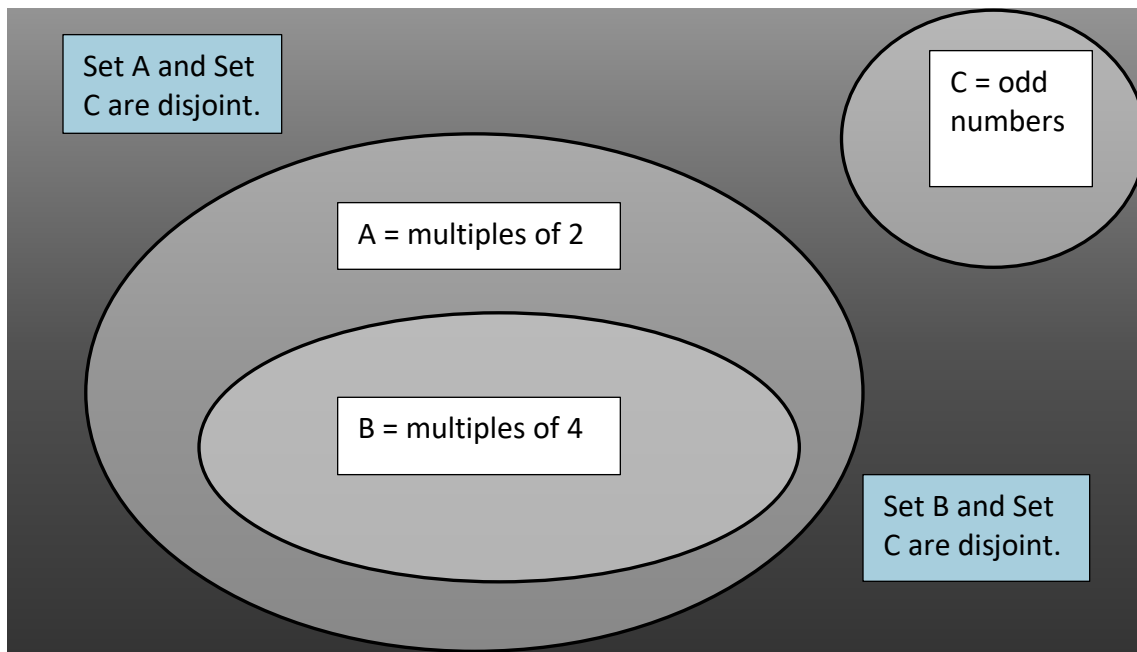 Set A and Set
C are disjoint.
C = odd
numbers
A = multiples of 2
B = multiples of 4
Set B and Set
C are disjoint.